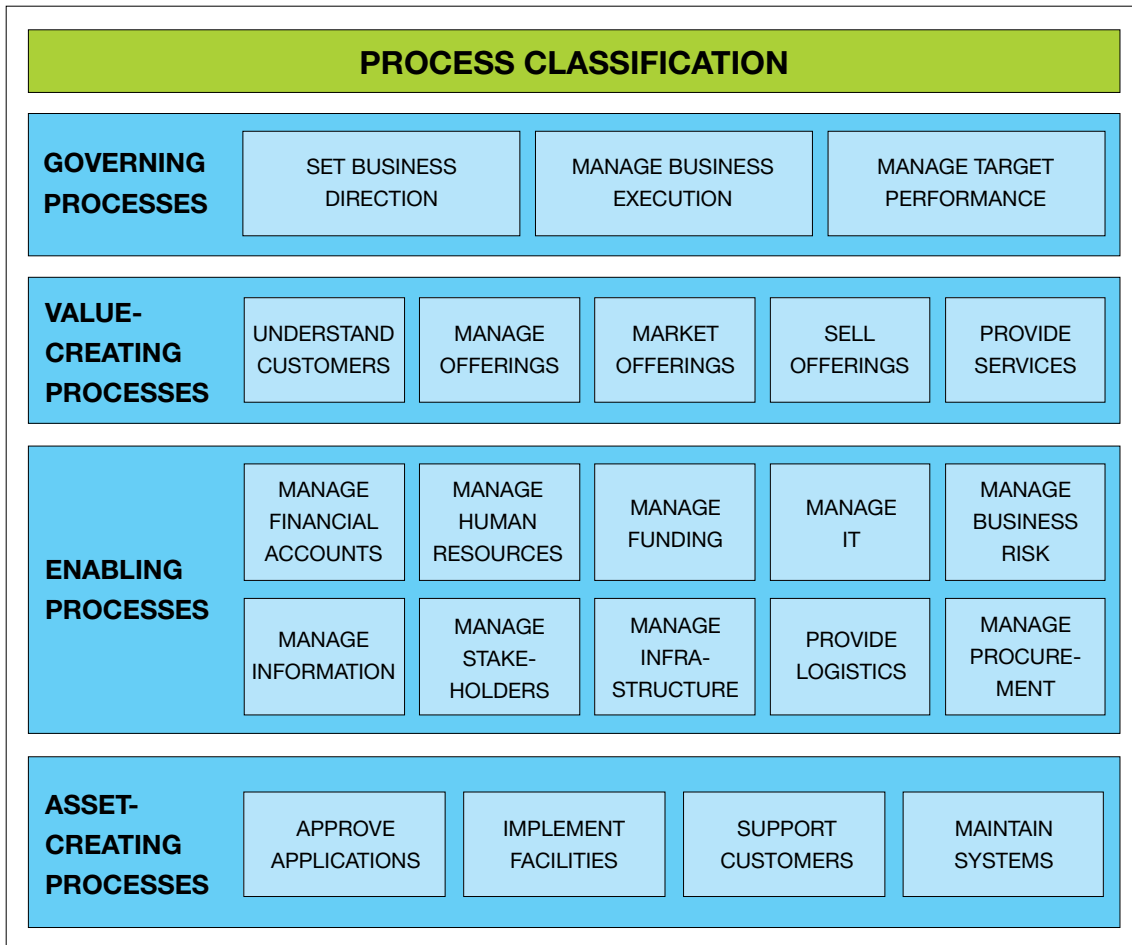 PROCESS CLASSIFICATION
GOVERNING
PROCESSES
SET BUSINESS
DIRECTION
MANAGE BUSINESS
EXECUTION
MANAGE TARGET
PERFORMANCE
VALUE-
CREATING
PROCESSES
UNDERSTAND
CUSTOMERS
MANAGE
OFFERINGS
MARKET
OFFERINGS
SELL
OFFERINGS
PROVIDE
SERVICES
ENABLING
PROCESSES
MANAGE
FINANCIAL
ACCOUNTS
MANAGE
HUMAN
RESOURCES
MANAGE
FUNDING
MANAGE
IT
MANAGE
BUSINESS
RISK
MANAGE
INFORMATION
MANAGE
STAKE-
HOLDERS
MANAGE
INFRA-
STRUCTURE
PROVIDE
LOGISTICS
MANAGE
PROCURE-
MENT
ASSET-
CREATING
PROCESSES
APPROVE
APPLICATIONS
IMPLEMENT
FACILITIES
SUPPORT
CUSTOMERS
MAINTAIN
SYSTEMS